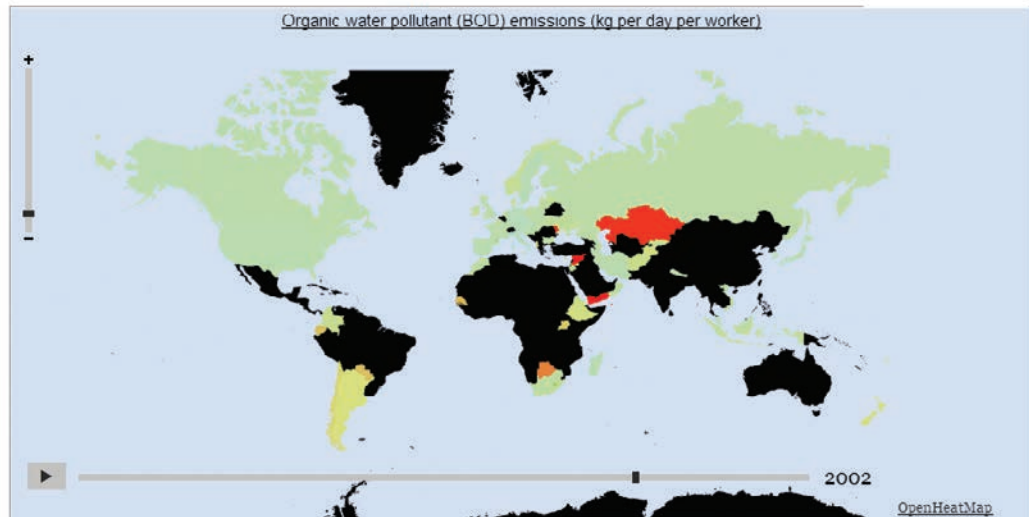 Organic water pollutant (BOD) emissions (kg per day per worker)
+
−
2002
OpenHeatMap